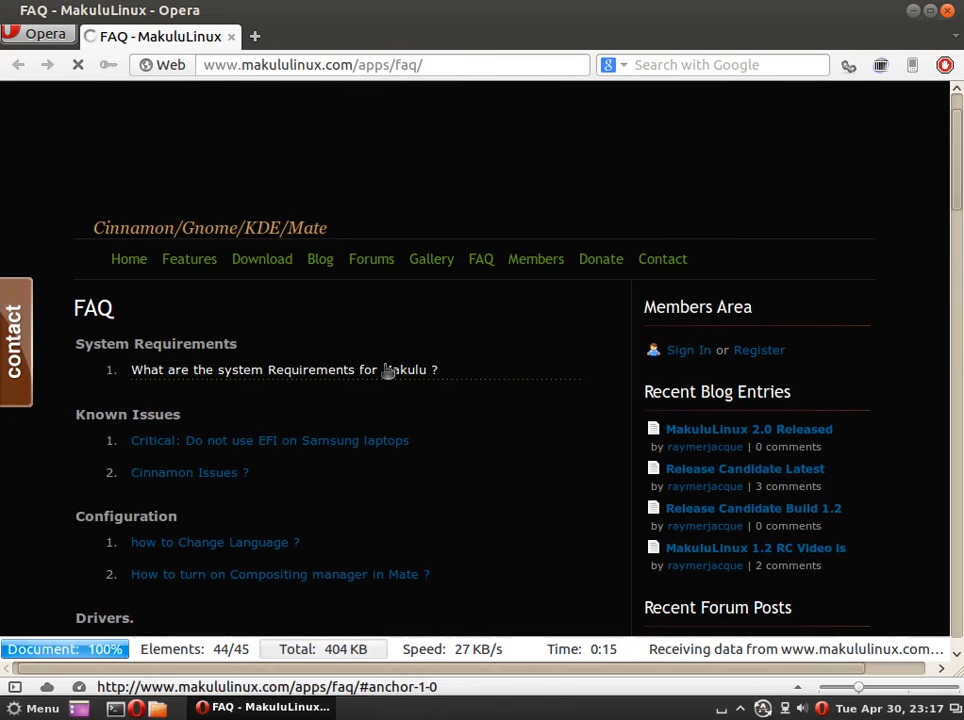 FAQ - MakuluLinux - Opera
Opera
FAQ - MakuluLinux
Web
www.makululinux.com/apps/faq/
Search with Google
Cinnamon/Gnome/KDE/Mate
Home Features Download Blog Forums Gallery FAQ Members Donate Contact
contact
FAQ
System Requirements
1. What are the system Requirements for Makulu ?
Known Issues
1. Critical: Do not use EFI on Samsung laptops
2. Cinnamon Issues ?
Configuration
1. how to Change Language ?
2. How to turn on Compositing manager in Mate ?
Drivers.
Members Area
Sign In or Register
Recent Blog Entries
MakuluLinux 2.0 Released
by raymerjacque | 0 comments
Release Candidate Latest
by raymerjacque | 3 comments
Release Candidate Build 1.2
by raymerjacque | 0 comments
MakuluLinux 1.2 RC Video is
by raymerjacque | 2 comments
Recent Forum Posts
Document: 100% Elements: 44/45 Total: 404 KB Speed: 27 KB/s Time: 0:15 Receiving data from www.makululinux.com...
http://www.makululinux.com/apps/faq/#anchor-1-0
Menu
FAQ - MakuluLinux...
Tue Apr 30, 23:17